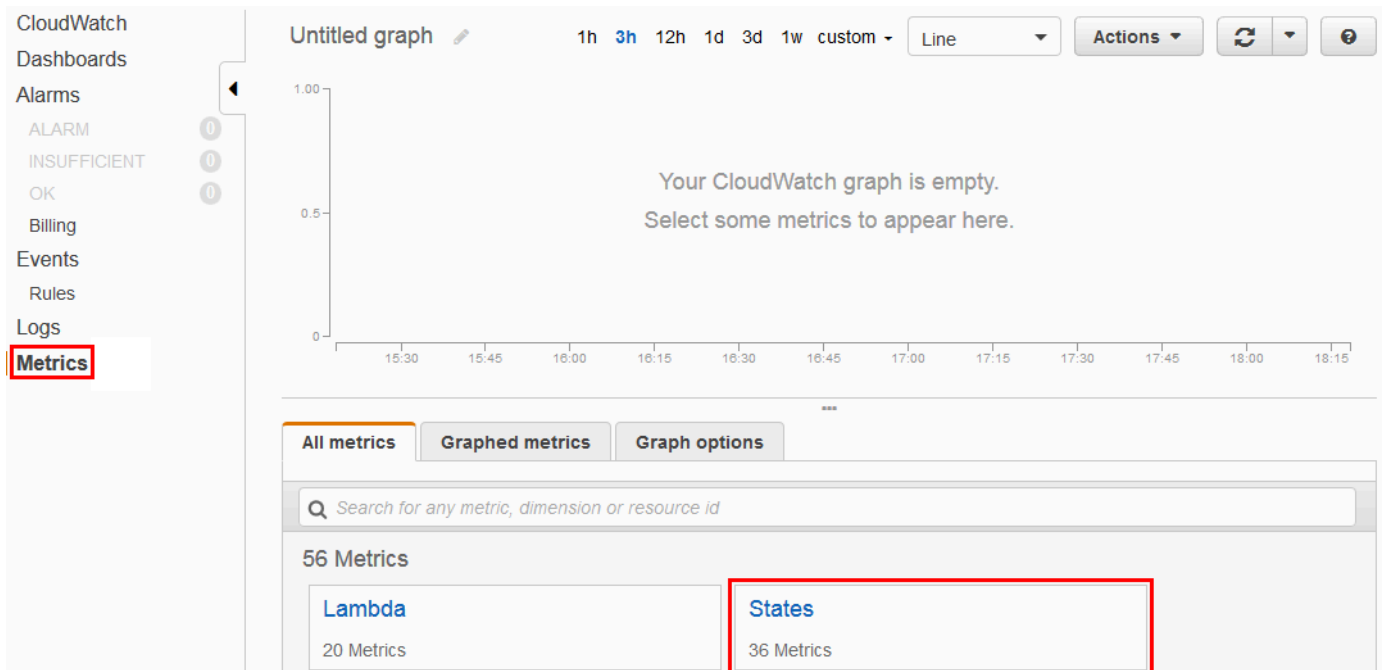 CloudWatch
Dashboards
Alarms
ALARM 0
INSUFFICIENT 0
OK 0
Billing
Events
Rules
Logs
Metrics
Untitled graph
1h 3h 12h 1d 3d 1w custom
Line
Actions
?
1.00
0.5
0
Your CloudWatch graph is empty.
Select some metrics to appear here.
15:30 15:45 16:00 16:15 16:30 16:45 17:00 17:15 17:30 17:45 18:00 18:15
All metrics Graphed metrics Graph options
Search for any metric, dimension or resource id
56 Metrics
Lambda
20 Metrics
States
36 Metrics